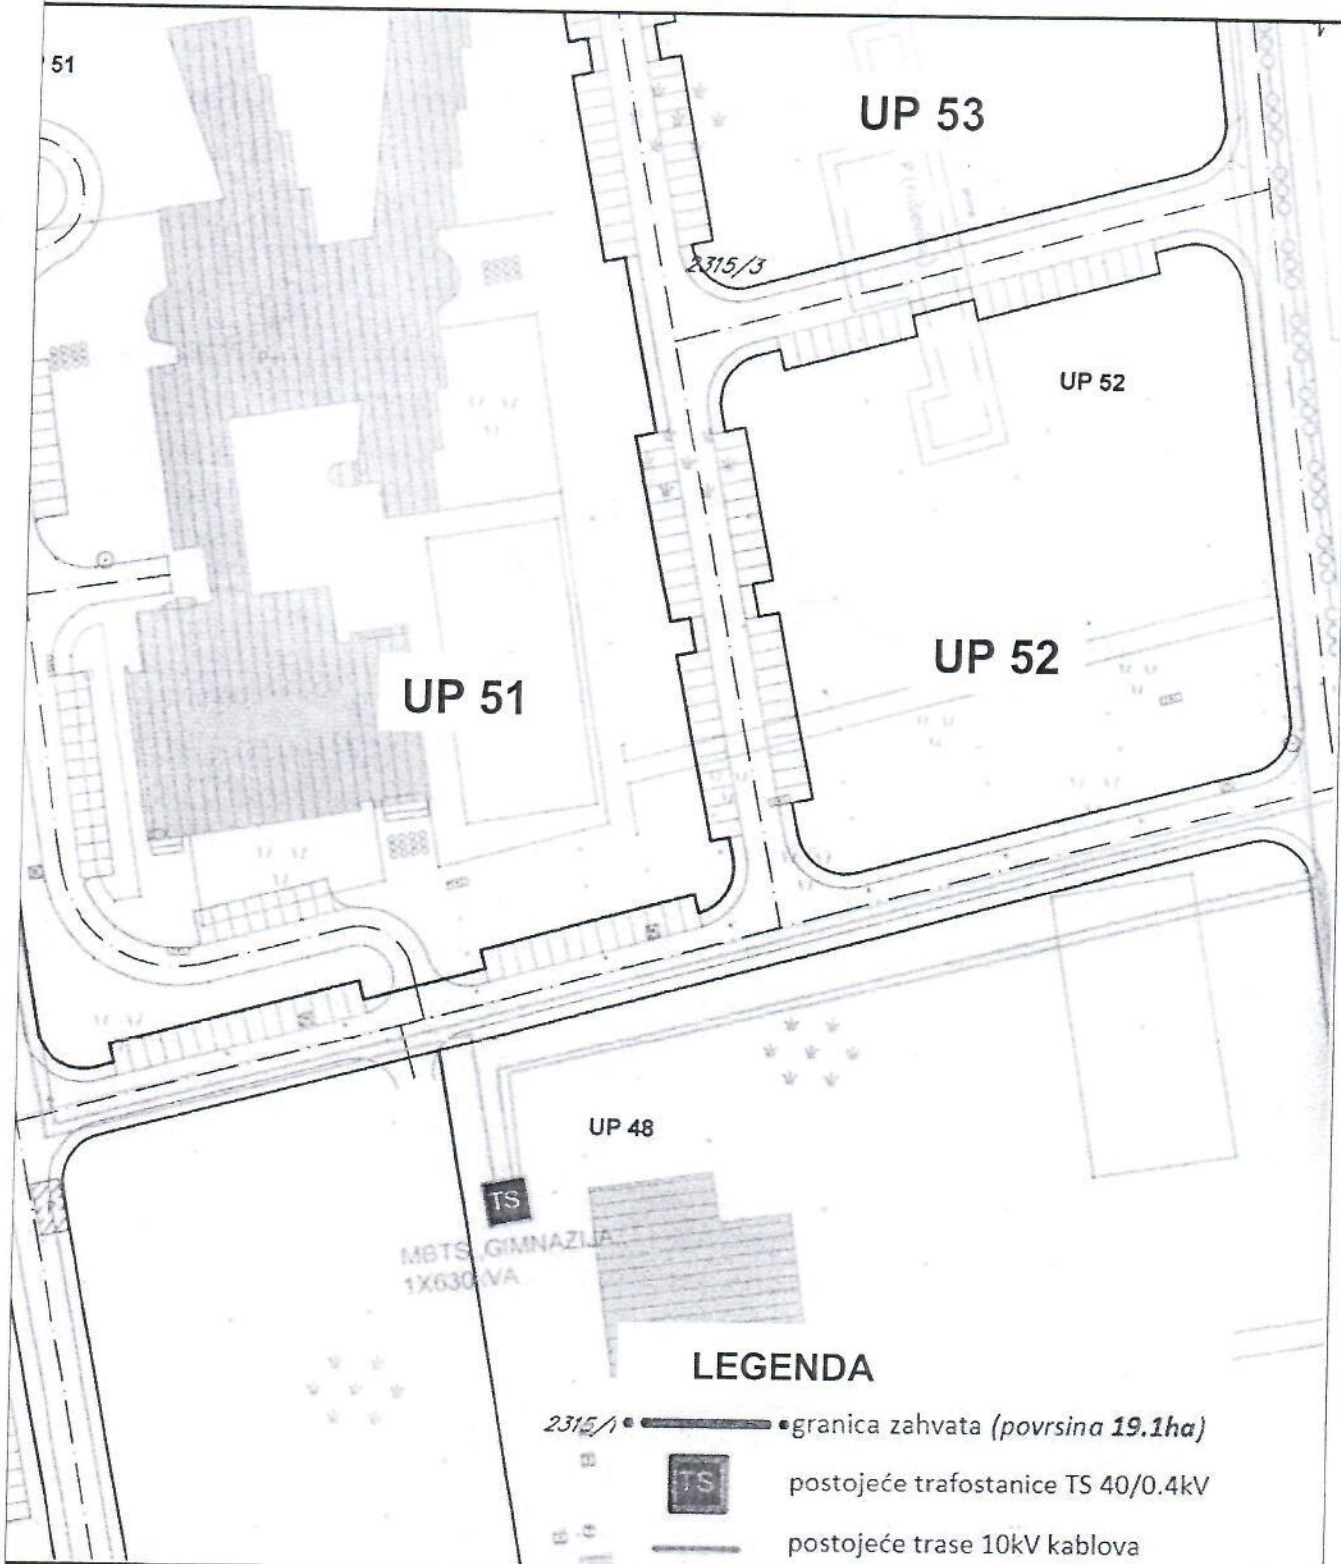 51
UP 53
2315/3
UP 52
UP 52
UP 51
UP 48
TS
MBTS „GIMNAZIJA"
1X630kVA
LEGENDA
2315/1
granica zahvata (povrsina 19.1ha)
TS
postojeće trafostanice TS 40/0.4kV
postojeće trase 10kV kablova